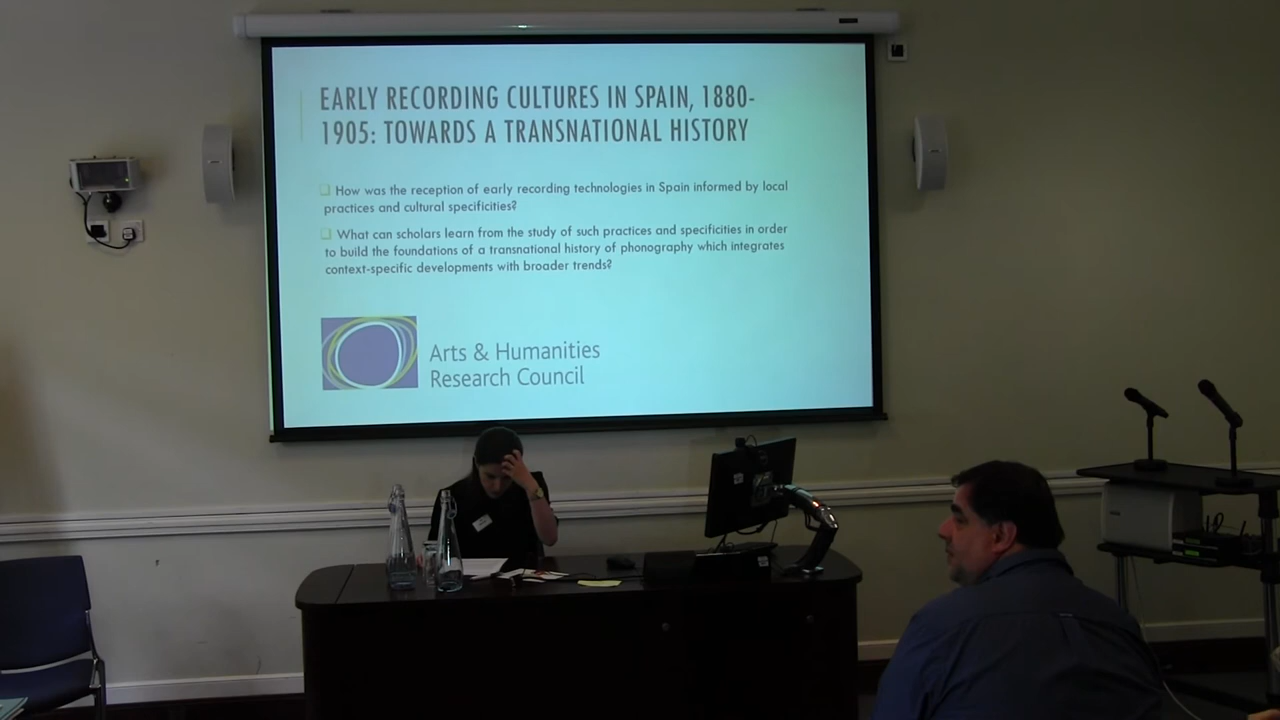 EARLY RECORDING CULTURES IN SPAIN, 1880-
1905: TOWARDS A TRANSNATIONAL HISTORY
How was the reception of early recording technologies in Spain informed by local
practices and cultural specificities?
What can scholars learn from the study of such practices and specificities in order
to build the foundations of a transnational history of phonography which integrates
context-specific developments with broader trends?
Arts & Humanities
Research Council